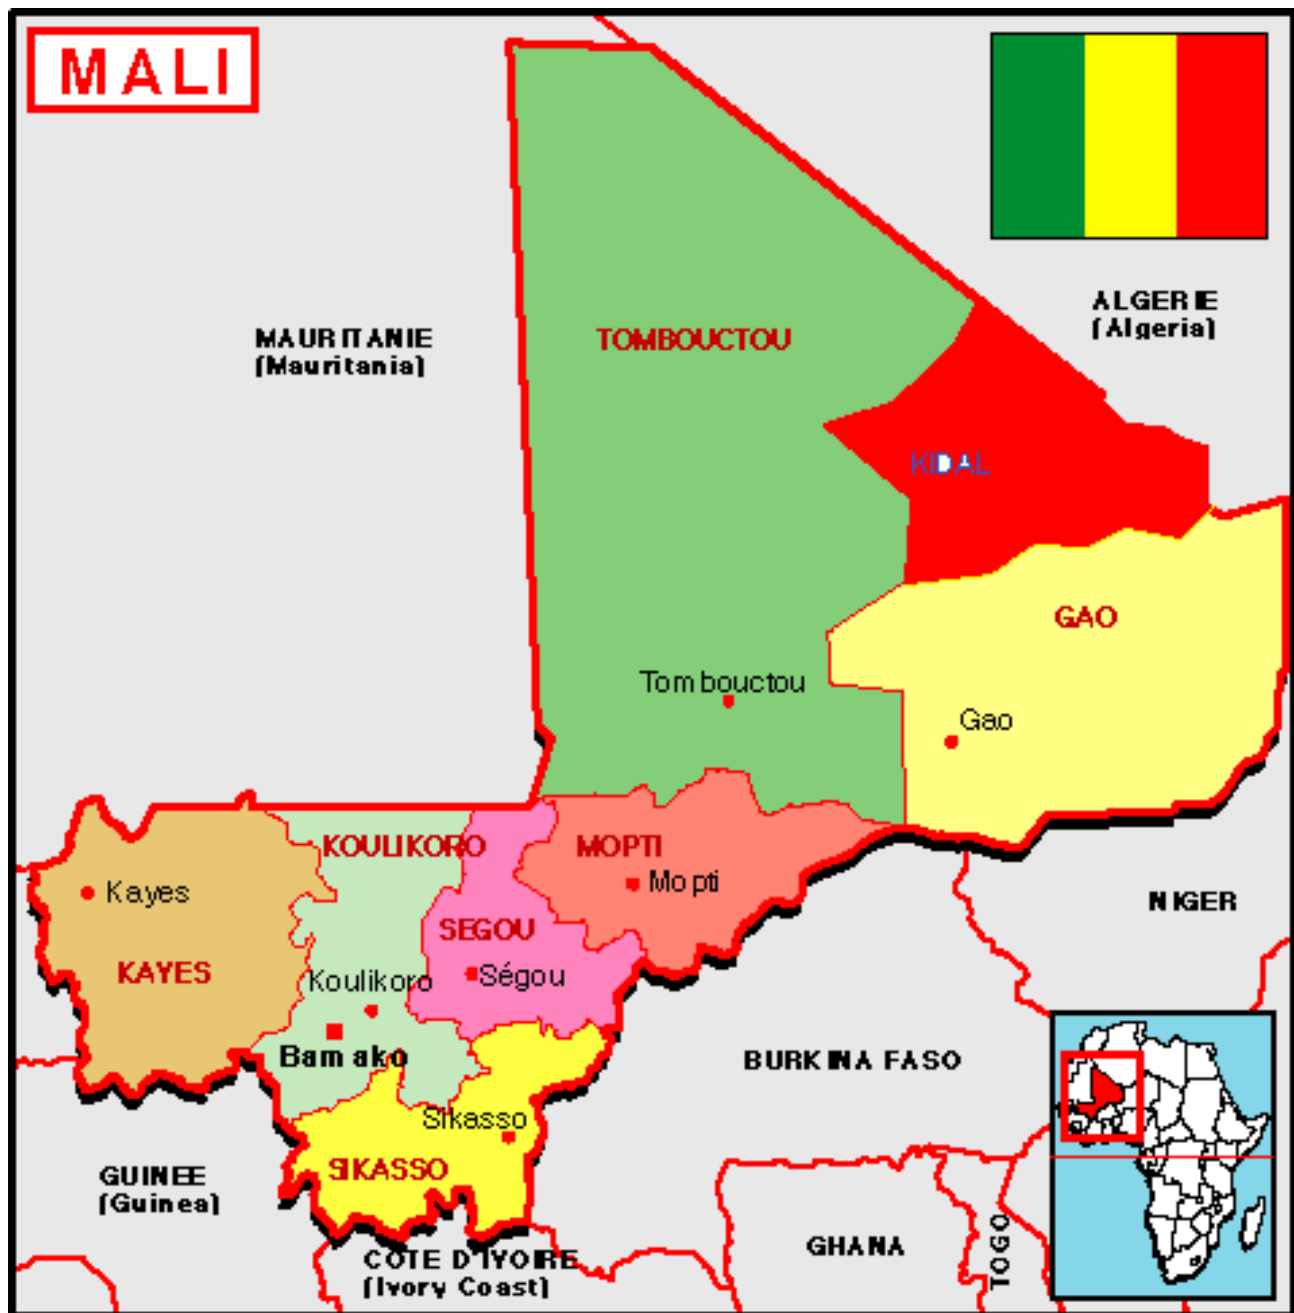 MALI
ALGERIE
(Algeria)
MAURITANIE
(Mauritania)
TOMBOUCTOU
KIDAL
GAO
Tombouctou
Gao
KOULIKORO
MOPTI
Mopti
Kayes
NIGER
SEGOU
KAYES
Ségou
Koulikoro
Bamako
BURKINA FASO
Sikasso
SIKASSO
GUINEE
(Guinea)
GHANA
TOGO
COTE D'IVOIRE
(Ivory Coast)